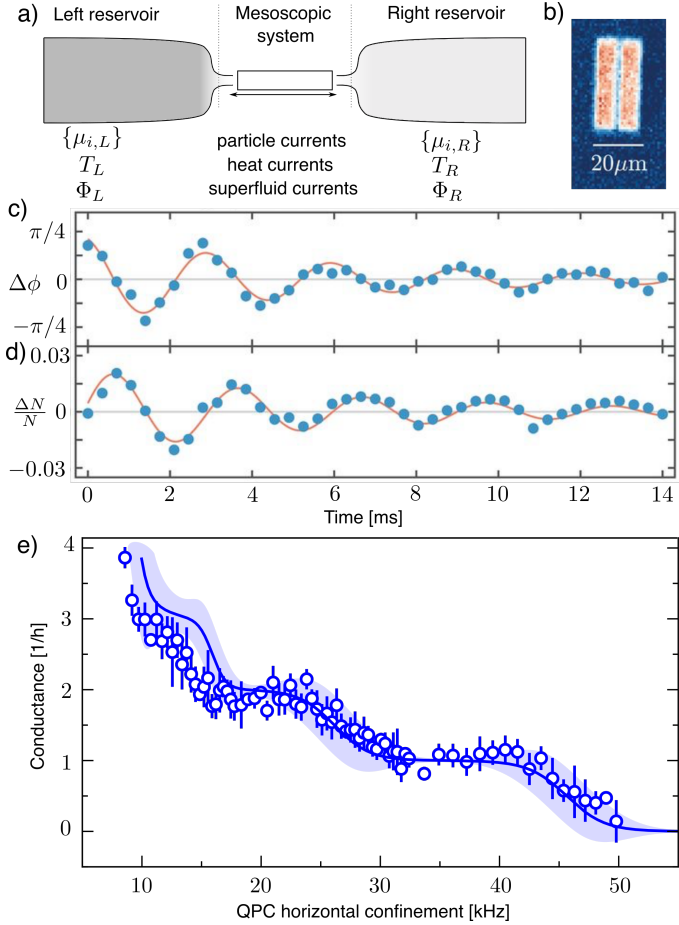 a)
Left reservoir
Mesoscopic
system
Right reservoir
b)
{μ_{i,L}}
T_L
Φ_L
particle currents
heat currents
superfluid currents
{μ_{i,R}}
T_R
Φ_R
20μm
c)
π/4
Δϕ 0
−π/4
d)
0.03
ΔN/N 0
−0.03
0 2 4 6 8 10 12 14
Time [ms]
e)
4
3
2
1
0
Conductance [1/h]
10 20 30 40 50
QPC horizontal confinement [kHz]